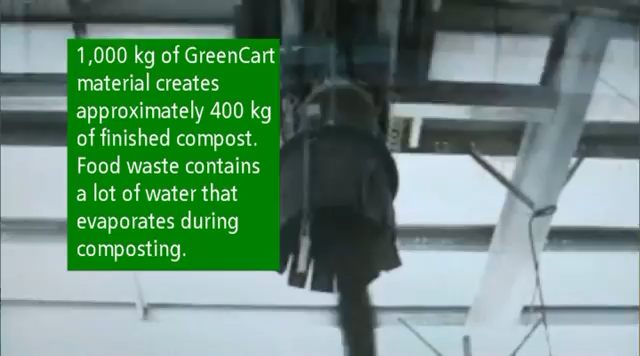 1,000 kg of GreenCart
material creates
approximately 400 kg
of finished compost.
Food waste contains
a lot of water that
evaporates during
composting.